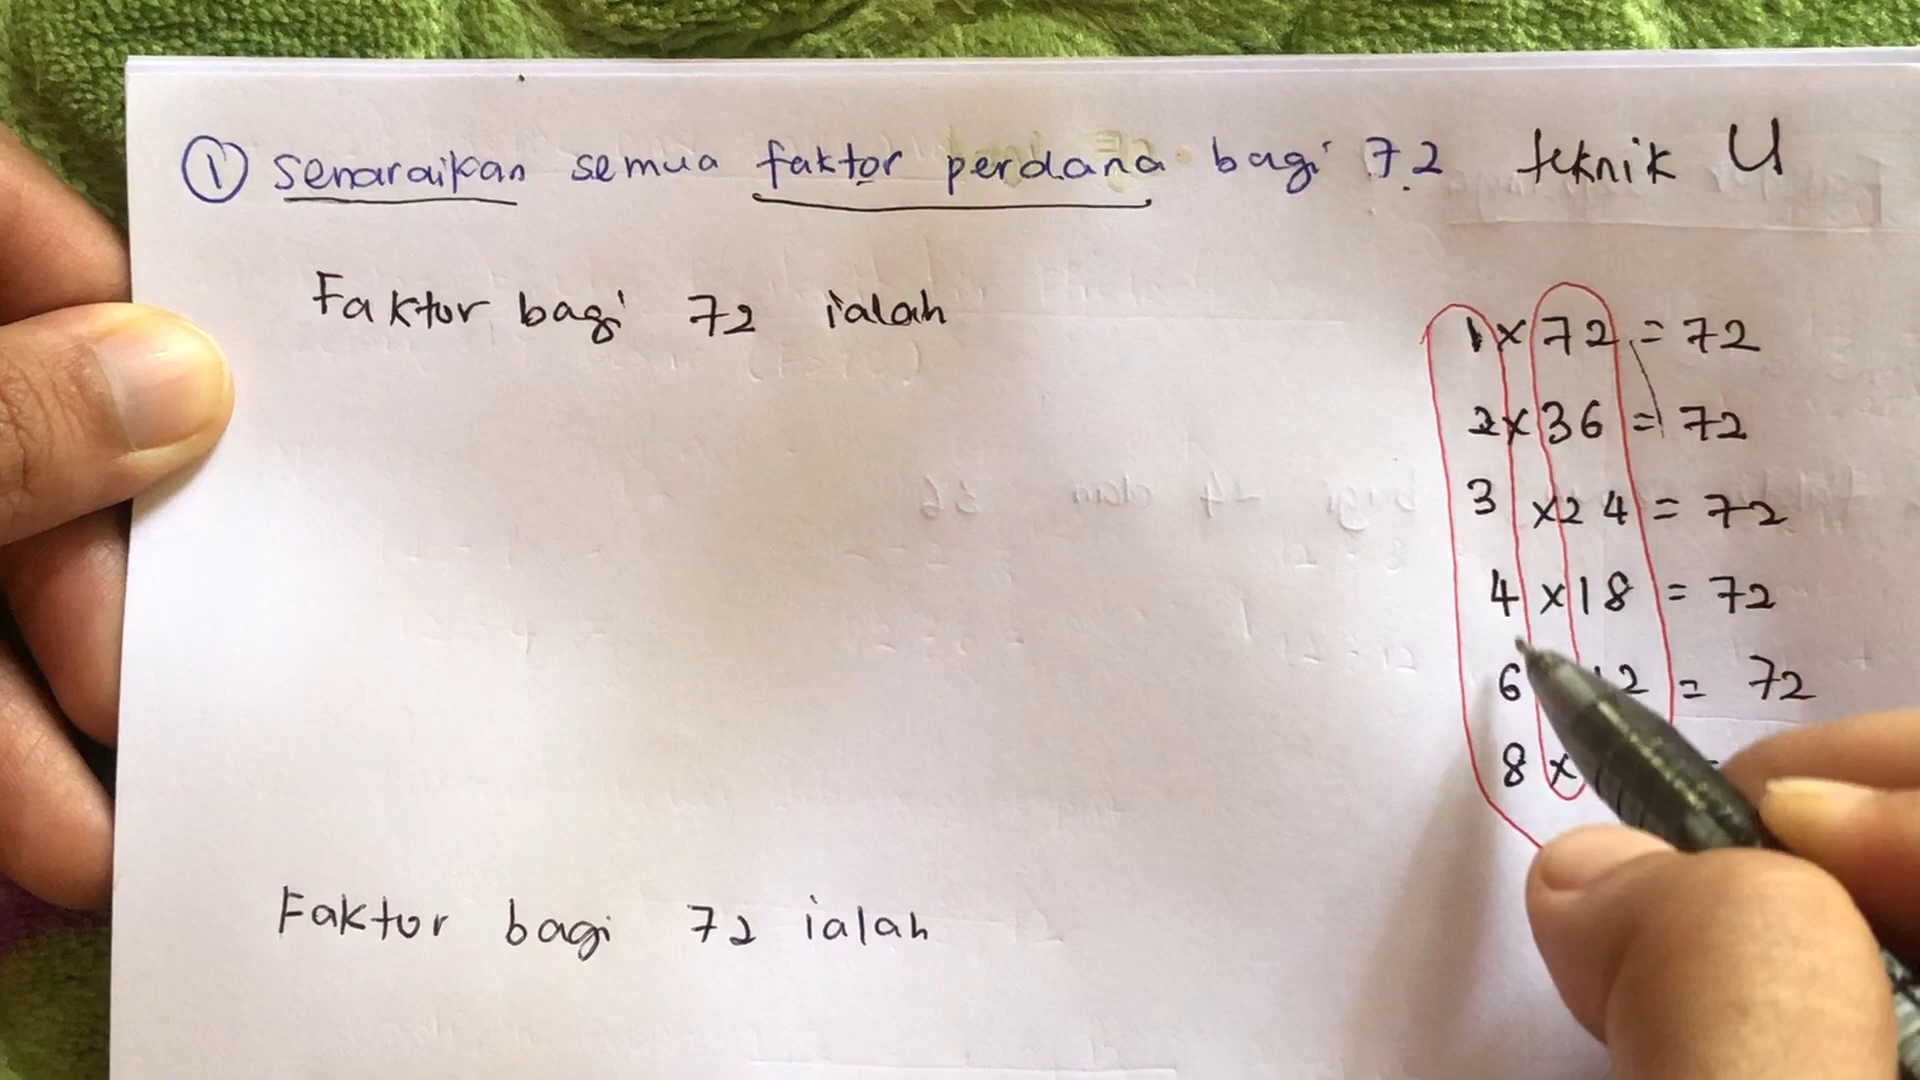 ① Senaraikan semua faktor perdana bagi 72 teknik U
Faktor bagi 72 ialah
1 x 72 = 72
2 x 36 = 72
3 x 24 = 72
4 x 18 = 72
6 2 = 72
8 x =
Faktor bagi 72 ialah